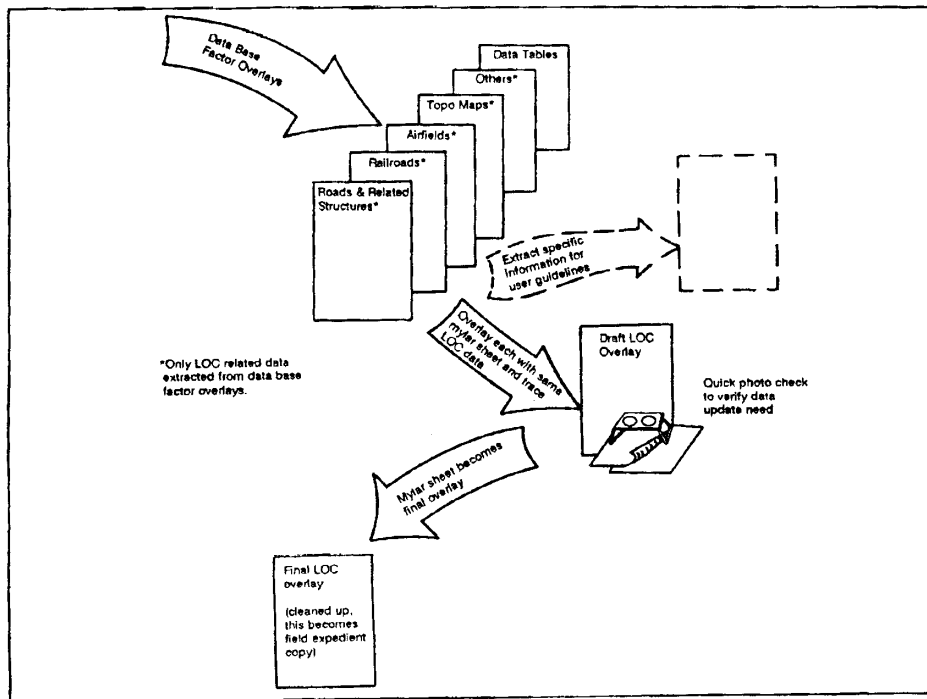 Data Base
Factor Overlays
Data Tables
Others*
Topo Maps*
Airfields*
Railroads*
Roads & Related
Structures*
Extract specific
information for
user guidelines
Overlay each with same
mylar sheet and trace
LOC data
Draft LOC
Overlay
*Only LOC related data
extracted from data base
factor overlays.
Quick photo check
to verify data
update need
Mylar sheet becomes
final overlay
Final LOC
overlay
(cleaned up,
this becomes
field expedient
copy)